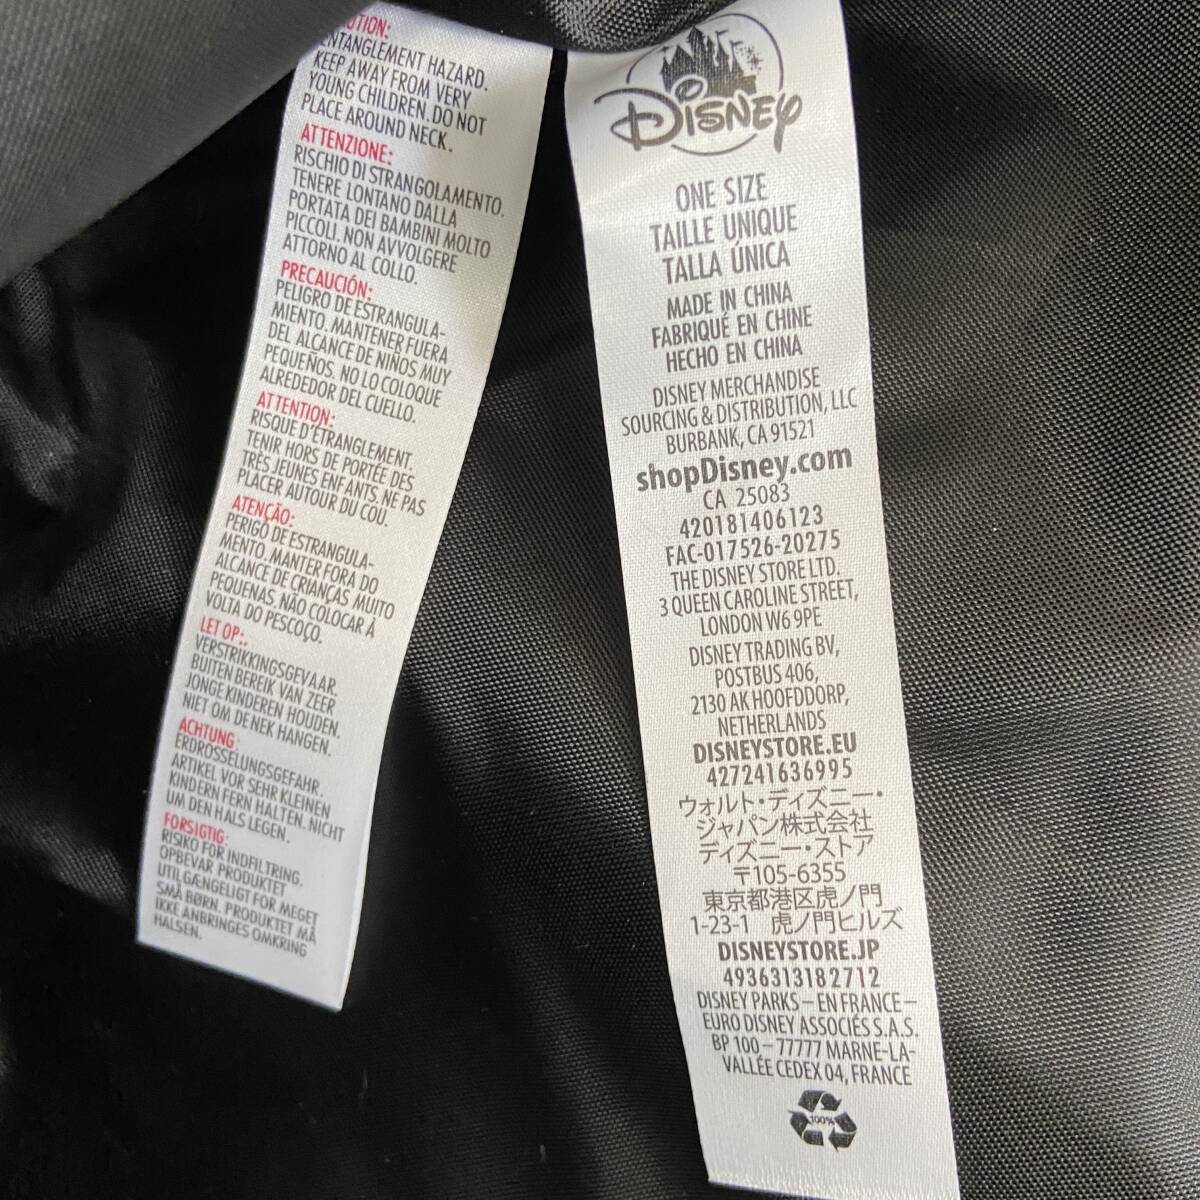 UTION:
ENTANGLEMENT HAZARD.
KEEP AWAY FROM VERY
YOUNG CHILDREN. DO NOT
PLACE AROUND NECK.
ATTENZIONE:
RISCHIO DI STRANGOLAMENTO.
TENERE LONTANO DALLA
PORTATA DEI BAMBINI MOLTO
PICCOLI. NON AVVOLGERE
ATTORNO AL COLLO.
PRECAUCIÓN:
PELIGRO DE ESTRANGULA-
MIENTO. MANTENER FUERA
DEL ALCANCE DE NIÑOS MUY
PEQUEÑOS. NO LO COLOQUE
ALREDEDOR DEL CUELLO.
ATTENTION:
RISQUE D'ÉTRANGLEMENT.
TENIR HORS DE PORTÉE DES
TRÈS JEUNES ENFANTS. NE PAS
PLACER AUTOUR DU COU.
ATENÇÃO:
PERIGO DE ESTRANGULA-
MENTO. MANTER FORA DO
ALCANCE DE CRIANÇAS MUITO
PEQUENAS. NÃO COLOCAR À
VOLTA DO PESCOÇO.
LET OP:.
VERSTRIKKINGSGEVAAR.
BUITEN BEREIK VAN ZEER
JONGE KINDEREN HOUDEN.
NIET OM DE NEK HANGEN.
ACHTUNG:
ERDROSSELUNGSGEFAHR.
ARTIKEL VOR SEHR KLEINEN
KINDERN FERN HALTEN. NICHT
UM DEN HALS LEGEN.
FORSIGTIG:
RISIKO FOR INDFILTRING.
OPBEVAR PRODUKTET
UTILGÆNGELIGT FOR MEGET
SMÅ BØRN. PRODUKTET MÅ
IKKE ANBRINGES OMKRING
HALSEN.
DISNEY
ONE SIZE
TAILLE UNIQUE
TALLA ÚNICA
MADE IN CHINA
FABRIQUÉ EN CHINE
HECHO EN CHINA
DISNEY MERCHANDISE
SOURCING & DISTRIBUTION, LLC
BURBANK, CA 91521
shopDisney.com
CA 25083
420181406123
FAC-017526-20275
THE DISNEY STORE LTD.
3 QUEEN CAROLINE STREET,
LONDON W6 9PE
DISNEY TRADING BV,
POSTBUS 406,
2130 AK HOOFDDORP,
NETHERLANDS
DISNEYSTORE.EU
427241636995
ウォルト・ディズニー・
ジャパン株式会社
ディズニー・ストア
〒105-6355
東京都港区虎ノ門
1-23-1 虎ノ門ヒルズ
DISNEYSTORE.JP
4936313182712
DISNEY PARKS – EN FRANCE –
EURO DISNEY ASSOCIÉS S.A.S.
BP 100 – 77777 MARNE-LA-
VALLÉE CEDEX 04, FRANCE
100%